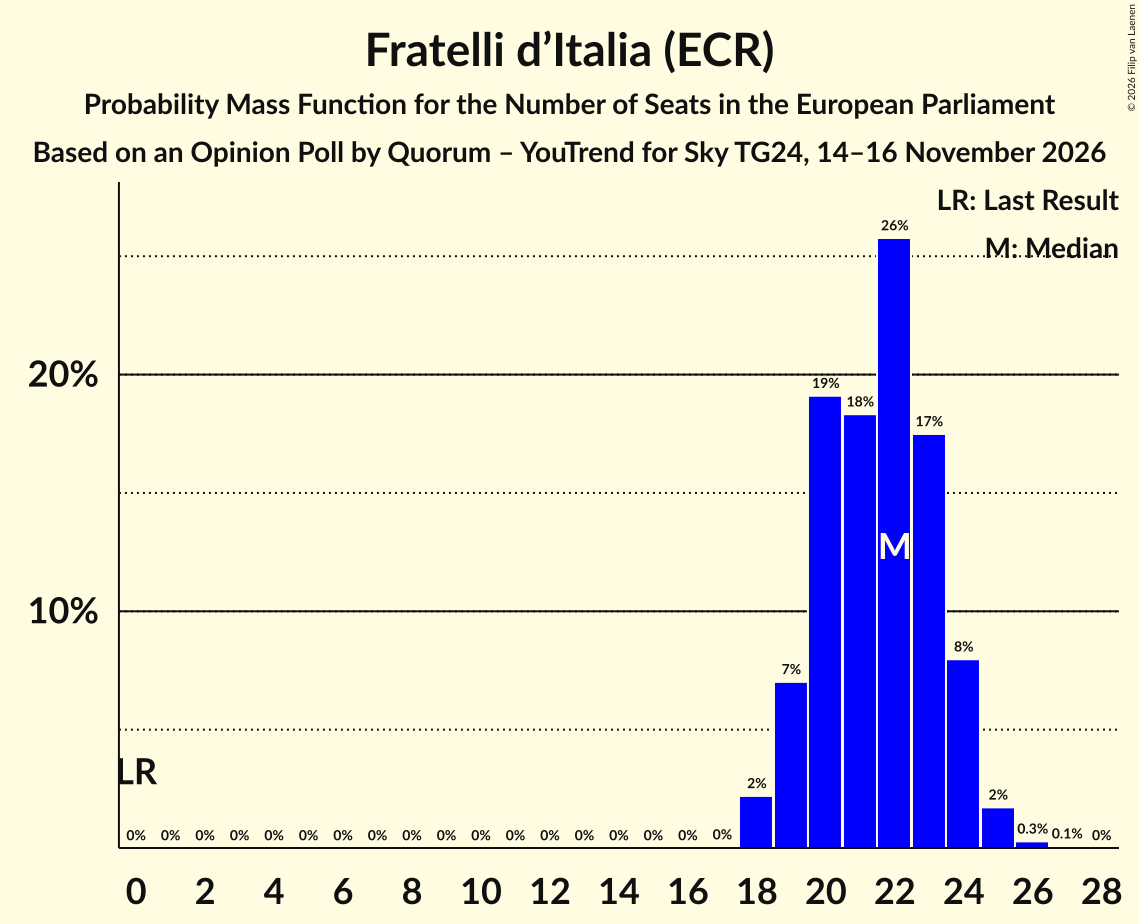 Fratelli d’Italia (ECR)
Probability Mass Function for the Number of Seats in the European Parliament
Based on an Opinion Poll by Quorum – YouTrend for Sky TG24, 14–16 November 2026
© 2026 Filip van Laenen
LR: Last Result
M: Median
26%
20%
19%
18%
17%
M
10%
8%
7%
LR
2%
2%
0% 0% 0% 0% 0% 0% 0% 0% 0% 0% 0% 0% 0% 0% 0% 0% 0% 0% 0.3% 0.1% 0%
0 2 4 6 8 10 12 14 16 18 20 22 24 26 28